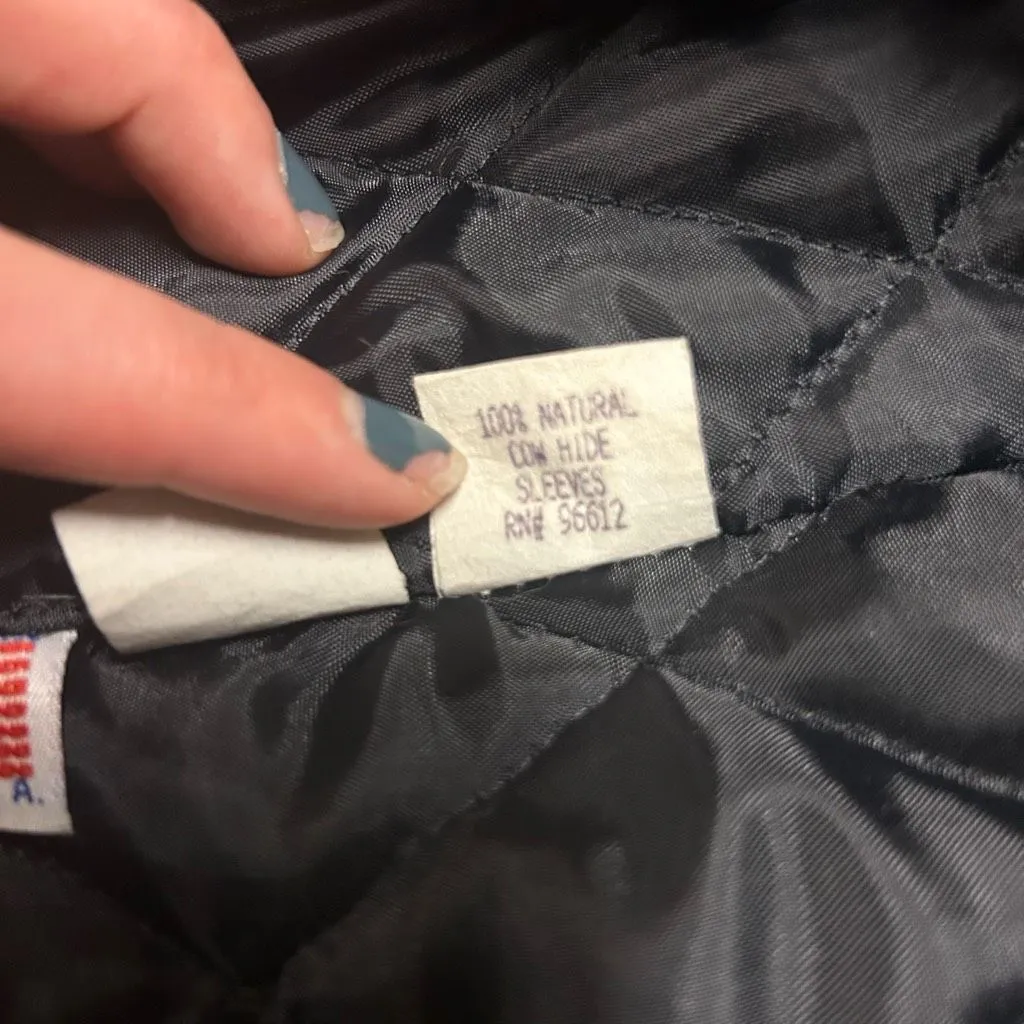 100% NATURAL
COW HIDE
SLEEVES
RN# 96612
A.